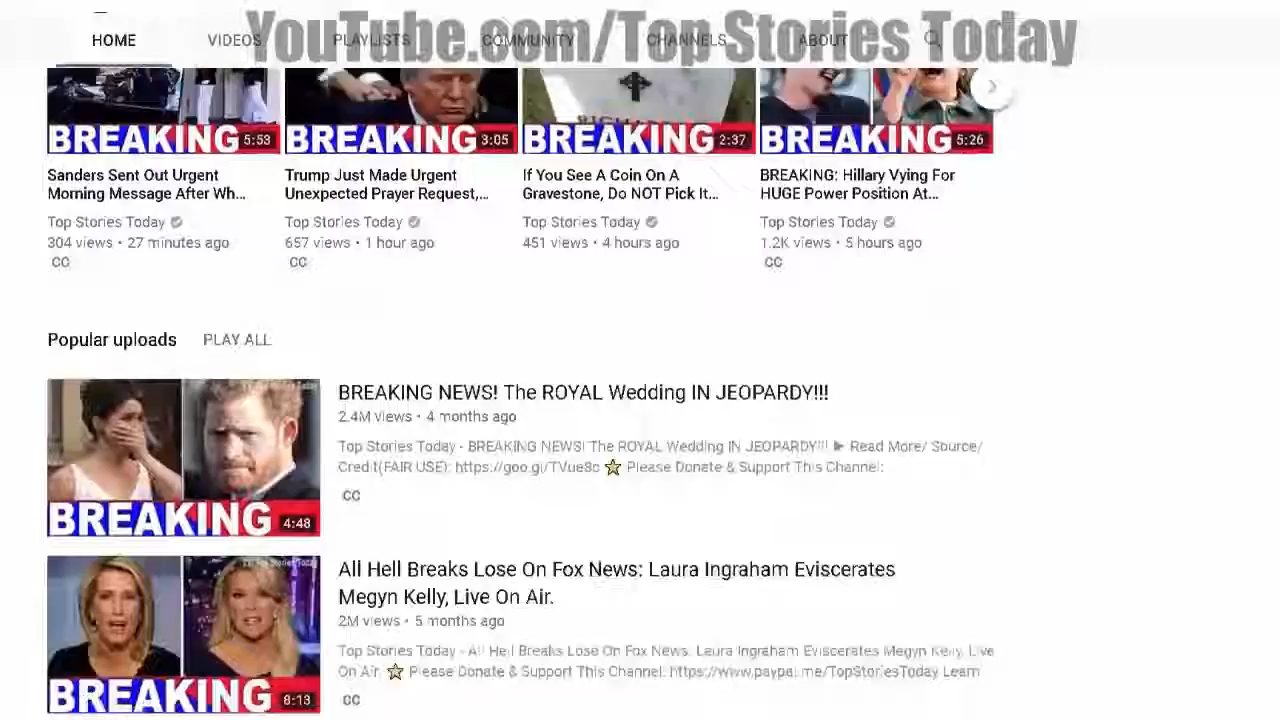 YouTube.com/Top Stories Today
HOME VIDEOS PLAYLISTS COMMUNITY CHANNELS ABOUT
BREAKING 5:53 BREAKING 3:05 BREAKING 2:37 BREAKING 5:26
Sanders Sent Out Urgent Trump Just Made Urgent If You See A Coin On A BREAKING: Hillary Vying For
Morning Message After Wh... Unexpected Prayer Request,... Gravestone, Do NOT Pick It... HUGE Power Position At...
Top Stories Today Top Stories Today Top Stories Today Top Stories Today
304 views • 27 minutes ago 657 views • 1 hour ago 451 views • 4 hours ago 1.2K views • 5 hours ago
CC CC CC
Popular uploads PLAY ALL
BREAKING NEWS! The ROYAL Wedding IN JEOPARDY!!!
2.4M views • 4 months ago
Top Stories Today - BREAKING NEWS! The ROYAL Wedding IN JEOPARDY!!! ► Read More/ Source/
Credit(FAIR USE): https://goo.gl/TVue8c ⭐ Please Donate & Support This Channel:
CC
BREAKING 4:48
All Hell Breaks Lose On Fox News: Laura Ingraham Eviscerates
Megyn Kelly, Live On Air.
2M views • 5 months ago
Top Stories Today - All Hell Breaks Lose On Fox News: Laura Ingraham Eviscerates Megyn Kelly, Live
On Air. ⭐ Please Donate & Support This Channel: https://www.paypal.me/TopStoriesToday Learn
CC
BREAKING 8:13